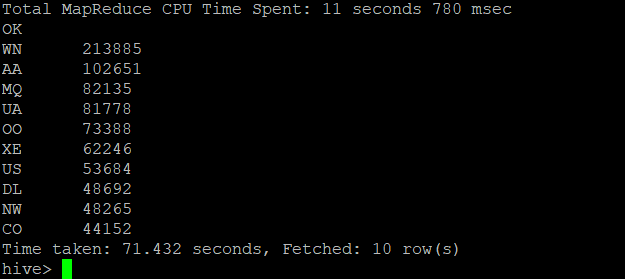 Total MapReduce CPU Time Spent: 11 seconds 780 msec
OK
WN      213885
AA      102651
MQ      82135
UA      81778
OO      73388
XE      62246
US      53684
DL      48692
NW      48265
CO      44152
Time taken: 71.432 seconds, Fetched: 10 row(s)
hive>